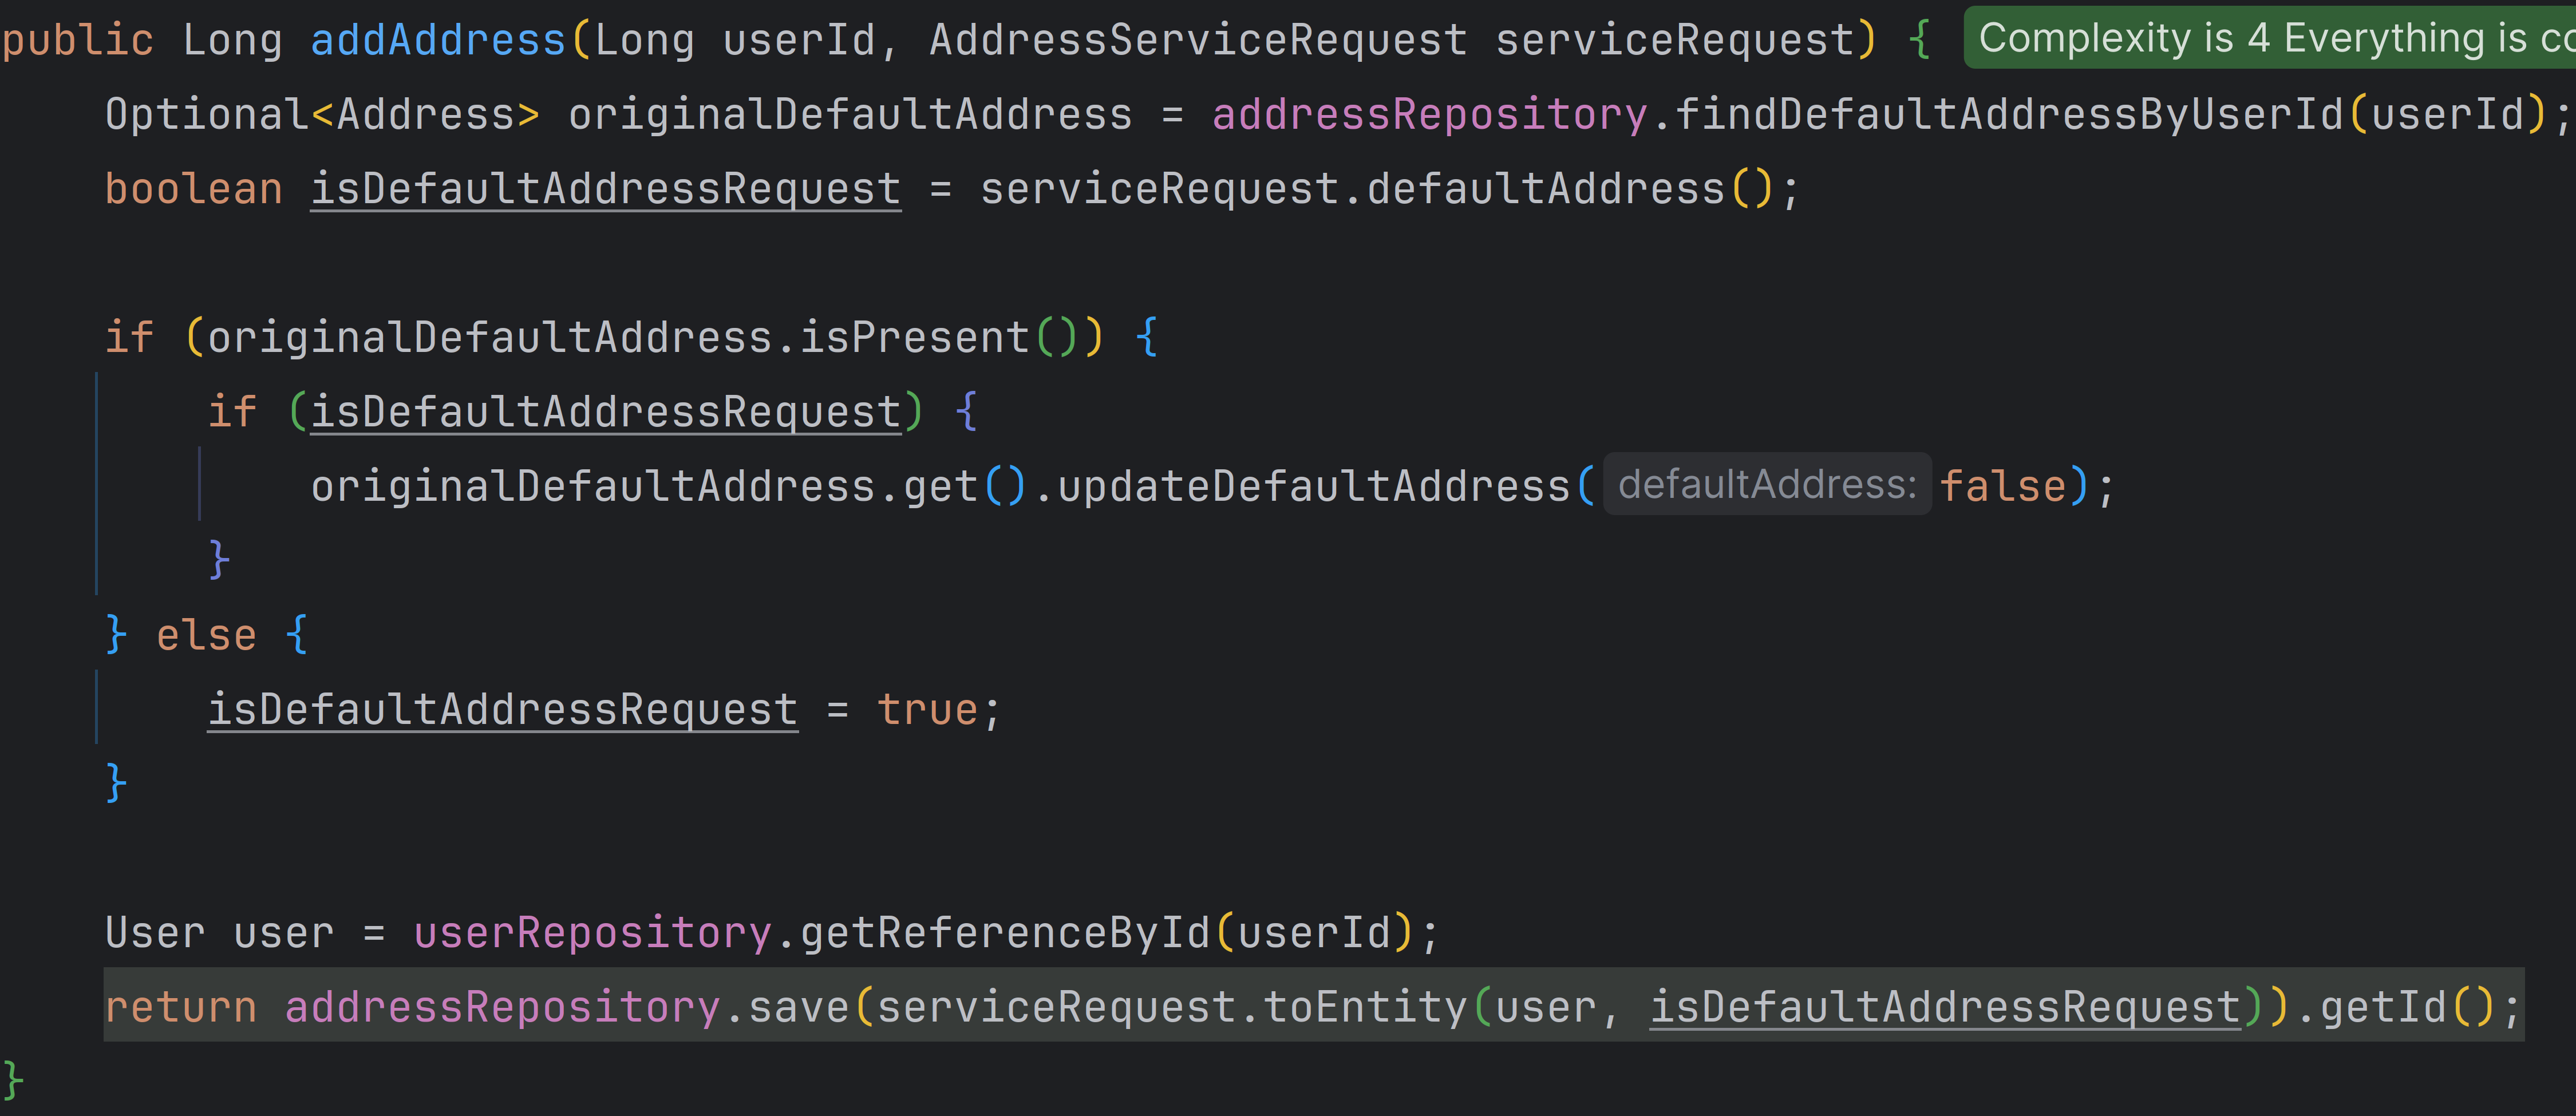 public Long addAddress(Long userId, AddressServiceRequest serviceRequest) { Complexity is 4 Everything is
Optional<Address> originalDefaultAddress = addressRepository.findDefaultAddressByUserId(userId);
boolean isDefaultAddressRequest = serviceRequest.defaultAddress();
if (originalDefaultAddress.isPresent()) {
if (isDefaultAddressRequest) {
originalDefaultAddress.get().updateDefaultAddress( defaultAddress: false);
}
} else {
isDefaultAddressRequest = true;
}
User user = userRepository.getReferenceById(userId);
return addressRepository.save(serviceRequest.toEntity(user, isDefaultAddressRequest)).getId();
}